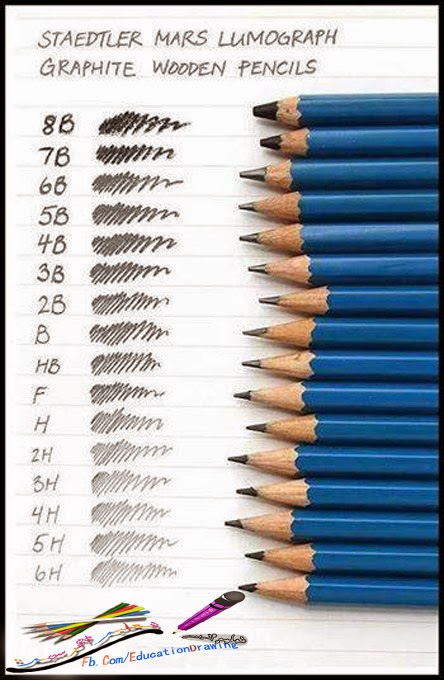 STAEDTLER MARS LUMOGRAPH
GRAPHITE WOODEN PENCILS
8B
7B
6B
5B
4B
3B
2B
B
HB
F
H
2H
3H
4H
5H
6H
Fb.Com/EducationDrawing